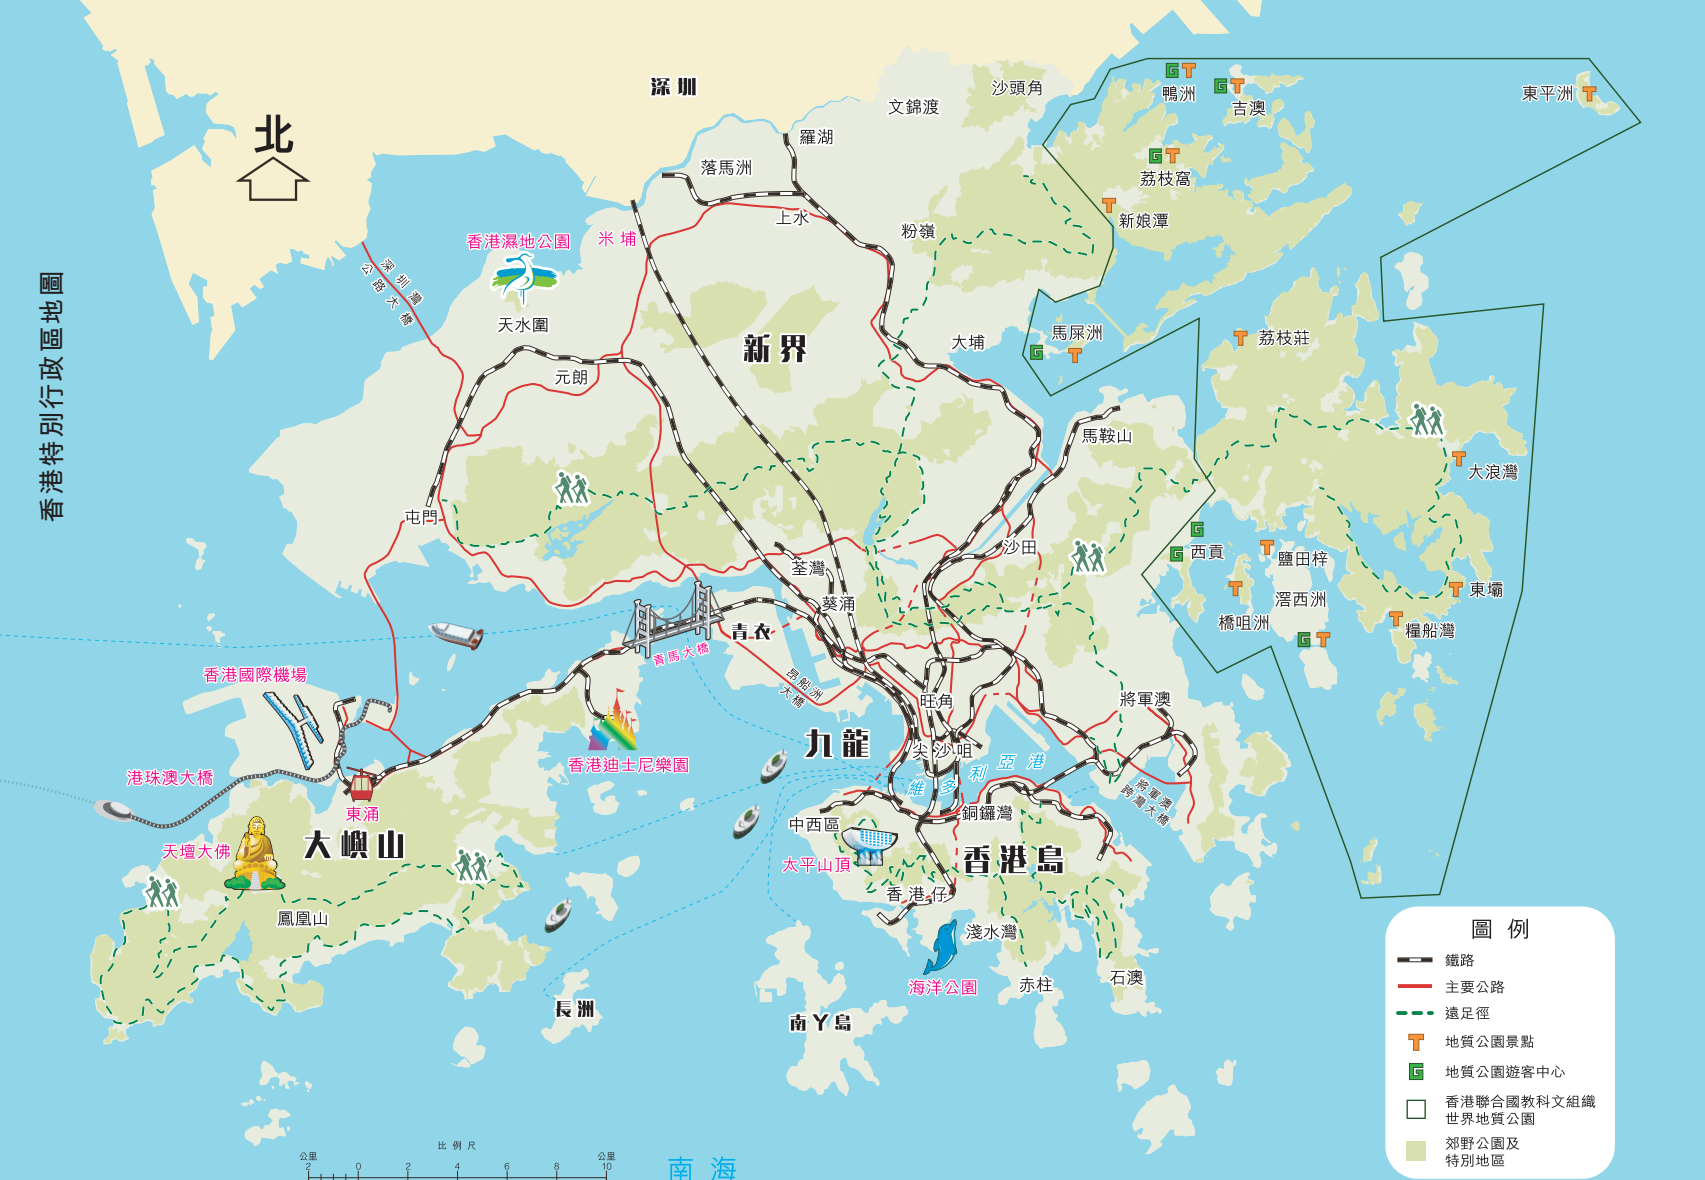 香港特別行政區地圖
北
深圳
沙頭角
文錦渡
羅湖
落馬洲
上水
粉嶺
鴨洲
吉澳
東平洲
荔枝窩
新娘潭
香港濕地公園
米埔
深圳灣
公路大橋
天水圍
元朗
新界
大埔
馬屎洲
荔枝莊
馬鞍山
大浪灣
屯門
沙田
西貢
鹽田梓
滘西洲
橋咀洲
東壩
糧船灣
荃灣
葵涌
青衣
青馬大橋
昂船洲
大橋
香港國際機場
旺角
將軍澳
九龍
尖沙咀
維多利亞港
將軍澳
跨灣大橋
香港迪士尼樂園
港珠澳大橋
東涌
大嶼山
天壇大佛
鳳凰山
中西區
銅鑼灣
太平山頂
香港島
香港仔
淺水灣
海洋公園
赤柱
石澳
長洲
南丫島
南海
比例尺
公里
公里
2 0 2 4 6 8 10
圖例
鐵路
主要公路
遠足徑
地質公園景點
地質公園遊客中心
香港聯合國教科文組織
世界地質公園
郊野公園及
特別地區